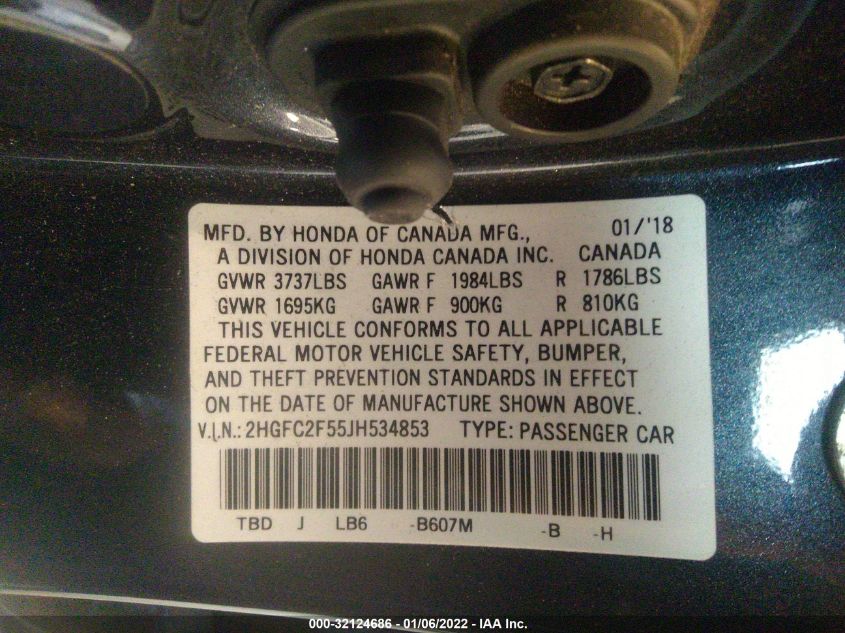 MFD. BY HONDA OF CANADA MFG., 01/'18
A DIVISION OF HONDA CANADA INC. CANADA
GVWR 3737LBS GAWR F 1984LBS R 1786LBS
GVWR 1695KG GAWR F 900KG R 810KG
THIS VEHICLE CONFORMS TO ALL APPLICABLE
FEDERAL MOTOR VEHICLE SAFETY, BUMPER,
AND THEFT PREVENTION STANDARDS IN EFFECT
ON THE DATE OF MANUFACTURE SHOWN ABOVE.
V.I.N.: 2HGFC2F55JH534853 TYPE: PASSENGER CAR
TBD J LB6 -B607M -B -H
000-32124686 - 01/06/2022 - IAA Inc.